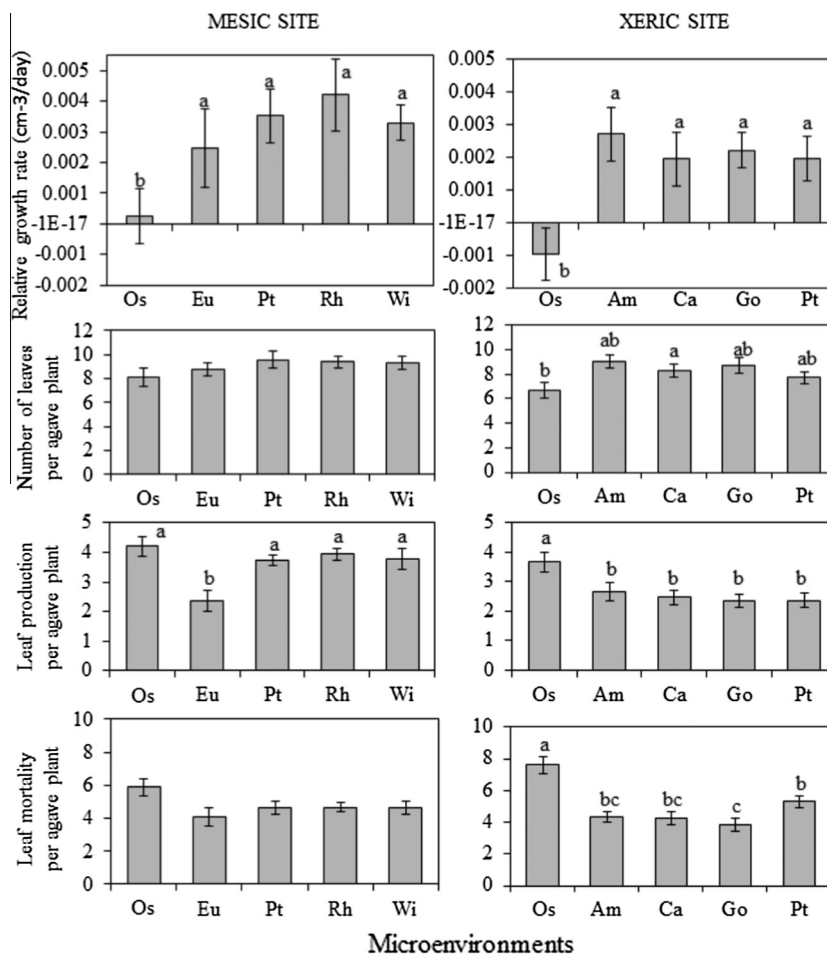 MESIC SITE
XERIC SITE
Relative growth rate (cm-3/day)
0.005
0.004
0.003
0.002
0.001
-1E-17
-0.001
-0.002
b
a
a
a
a
Os Eu Pt Rh Wi
0.005
0.004
0.003
0.002
0.001
-1E-17
-0.001
-0.002
b
a
a
a
a
Os Am Ca Go Pt
Number of leaves
per agave plant
12
10
8
6
4
2
0
Os Eu Pt Rh Wi
12
10
8
6
4
2
0
b
ab
a
ab
ab
Os Am Ca Go Pt
Leaf production
per agave plant
5
4
3
2
1
0
a
b
a
a
a
Os Eu Pt Rh Wi
5
4
3
2
1
0
a
b
b
b
b
Os Am Ca Go Pt
Leaf mortality
per agave plant
10
8
6
4
2
0
Os Eu Pt Rh Wi
10
8
6
4
2
0
a
bc
bc
c
b
Os Am Ca Go Pt
Microenvironments